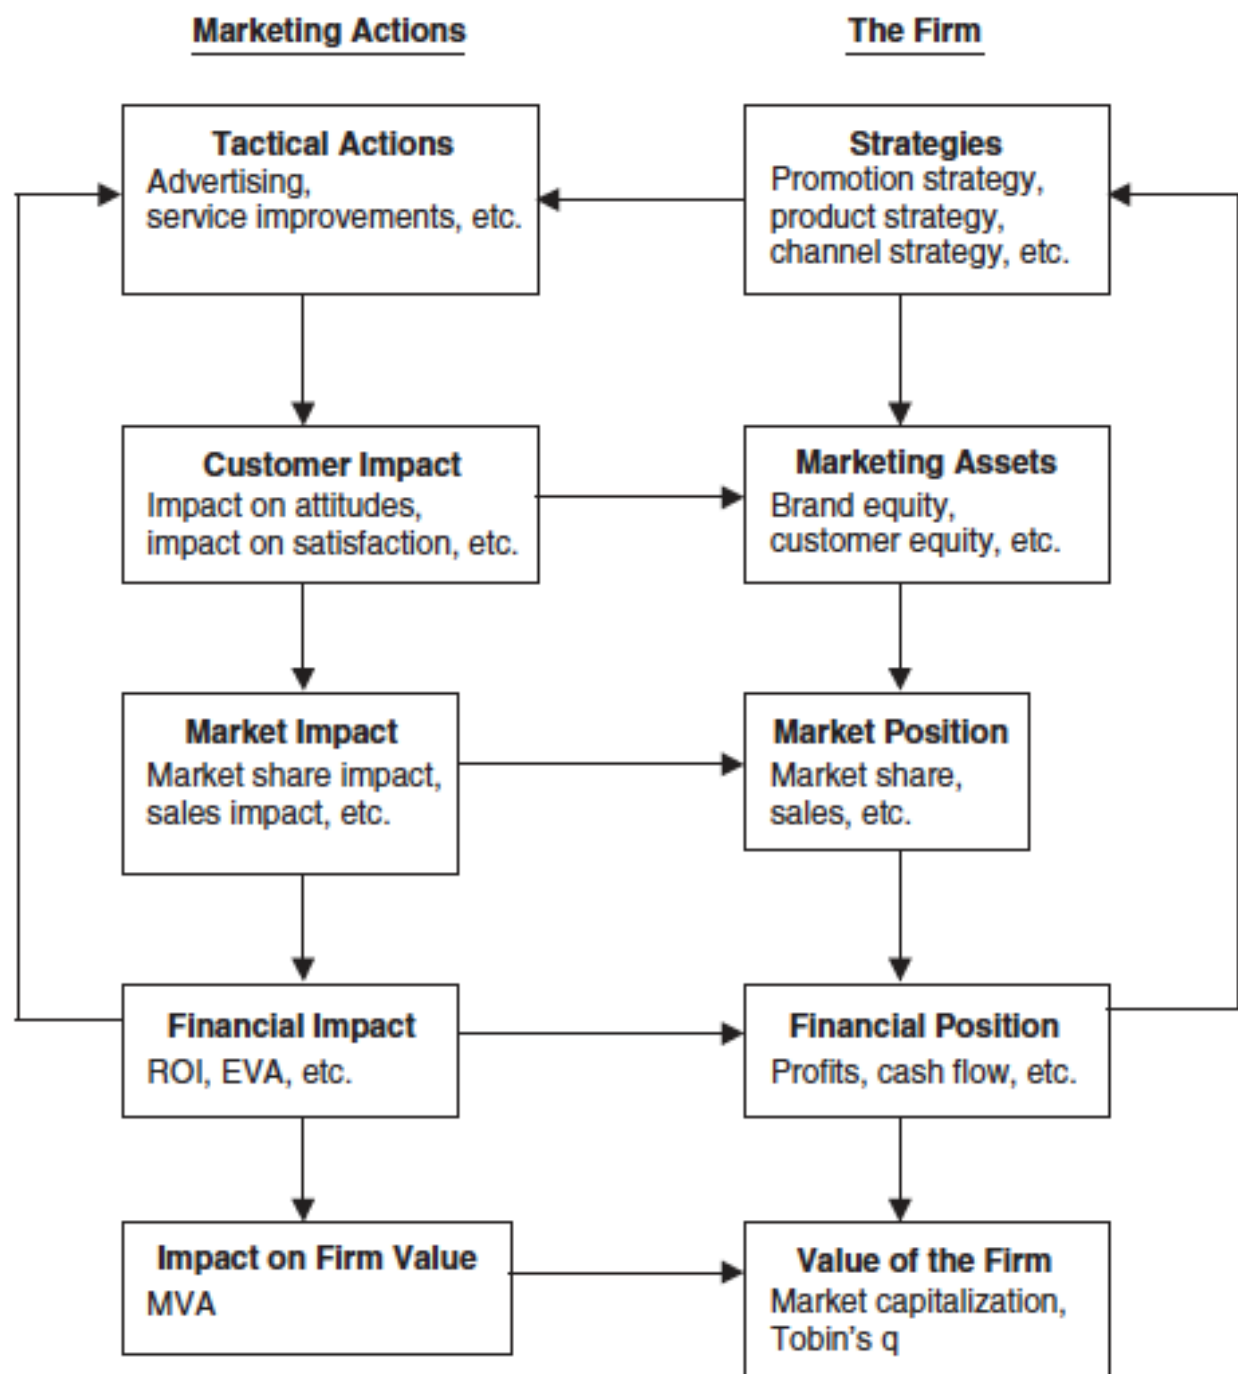 Marketing Actions
The Firm
Tactical Actions
Advertising,
service improvements, etc.
Strategies
Promotion strategy,
product strategy,
channel strategy, etc.
Customer Impact
Impact on attitudes,
impact on satisfaction, etc.
Marketing Assets
Brand equity,
customer equity, etc.
Market Impact
Market share impact,
sales impact, etc.
Market Position
Market share,
sales, etc.
Financial Impact
ROI, EVA, etc.
Financial Position
Profits, cash flow, etc.
Impact on Firm Value
MVA
Value of the Firm
Market capitalization,
Tobin's q